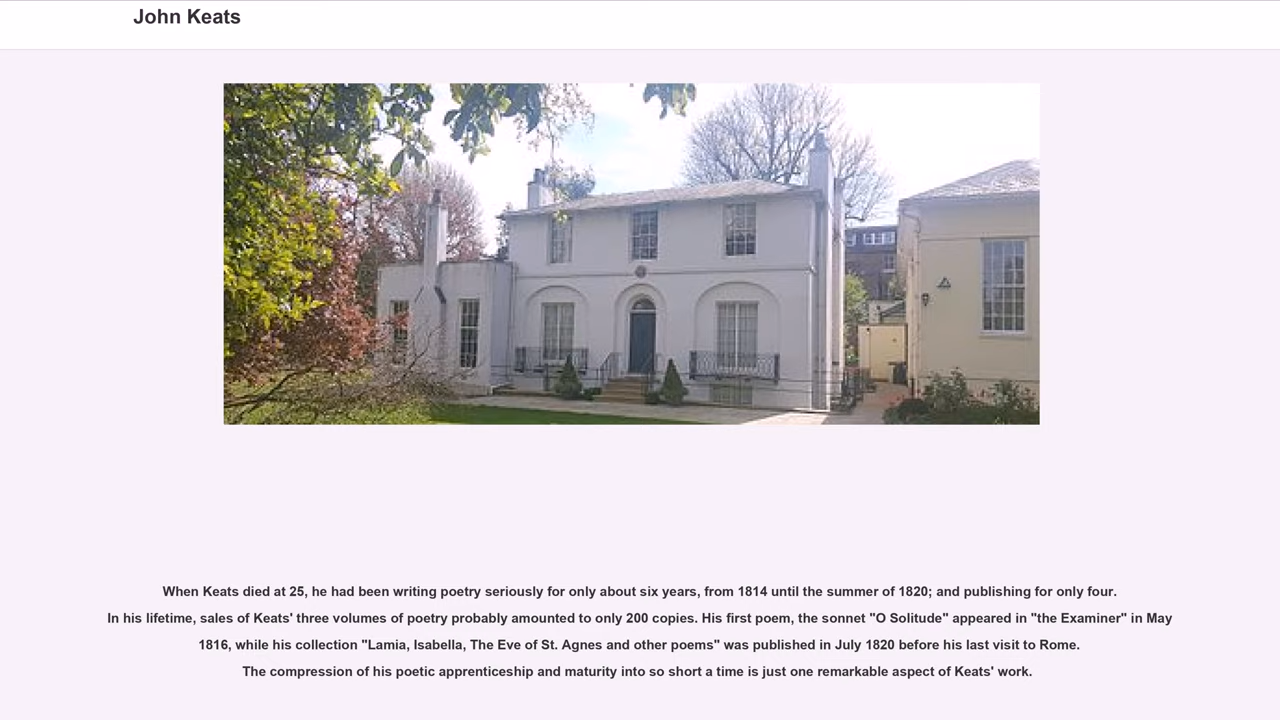 John Keats
When Keats died at 25, he had been writing poetry seriously for only about six years, from 1814 until the summer of 1820; and publishing for only four.
In his lifetime, sales of Keats' three volumes of poetry probably amounted to only 200 copies. His first poem, the sonnet "O Solitude" appeared in "the Examiner" in May
1816, while his collection "Lamia, Isabella, The Eve of St. Agnes and other poems" was published in July 1820 before his last visit to Rome.
The compression of his poetic apprenticeship and maturity into so short a time is just one remarkable aspect of Keats' work.